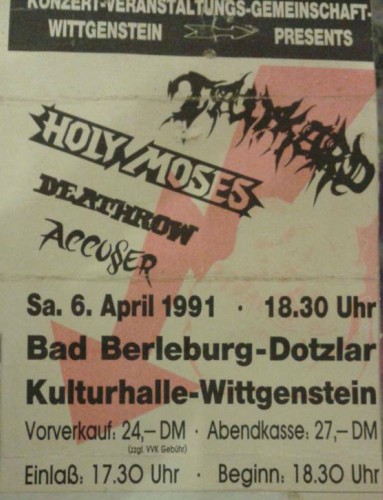 KONZERT-VERANSTALTUNGS-GEMEINSCHAFT-
WITTGENSTEIN PRESENTS
TANKARD
HOLY MOSES
DEATHROW
ACCUSER
Sa. 6. April 1991 · 18.30 Uhr
Bad Berleburg-Dotzlar
Kulturhalle-Wittgenstein
Vorverkauf: 24,– DM · Abendkasse: 27,– DM
(zzgl. VVK Gebühr)
Einlaß: 17.30 Uhr · Beginn: 18.30 Uhr